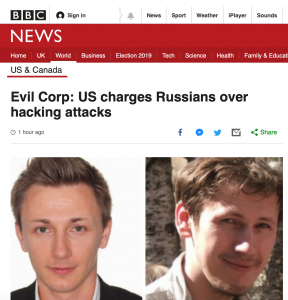 BBC Sign in News Sport Weather iPlayer Sounds
NEWS
Home UK World Business Election 2019 Tech Science Health Family & Educat
US & Canada
Evil Corp: US charges Russians over
hacking attacks
1 hour ago Share